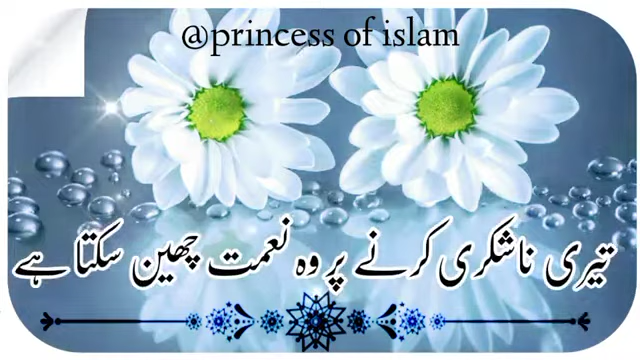 @princess of islam
تیری ناشکری کرنے پر وہ نعمت چھین سکتا ہے